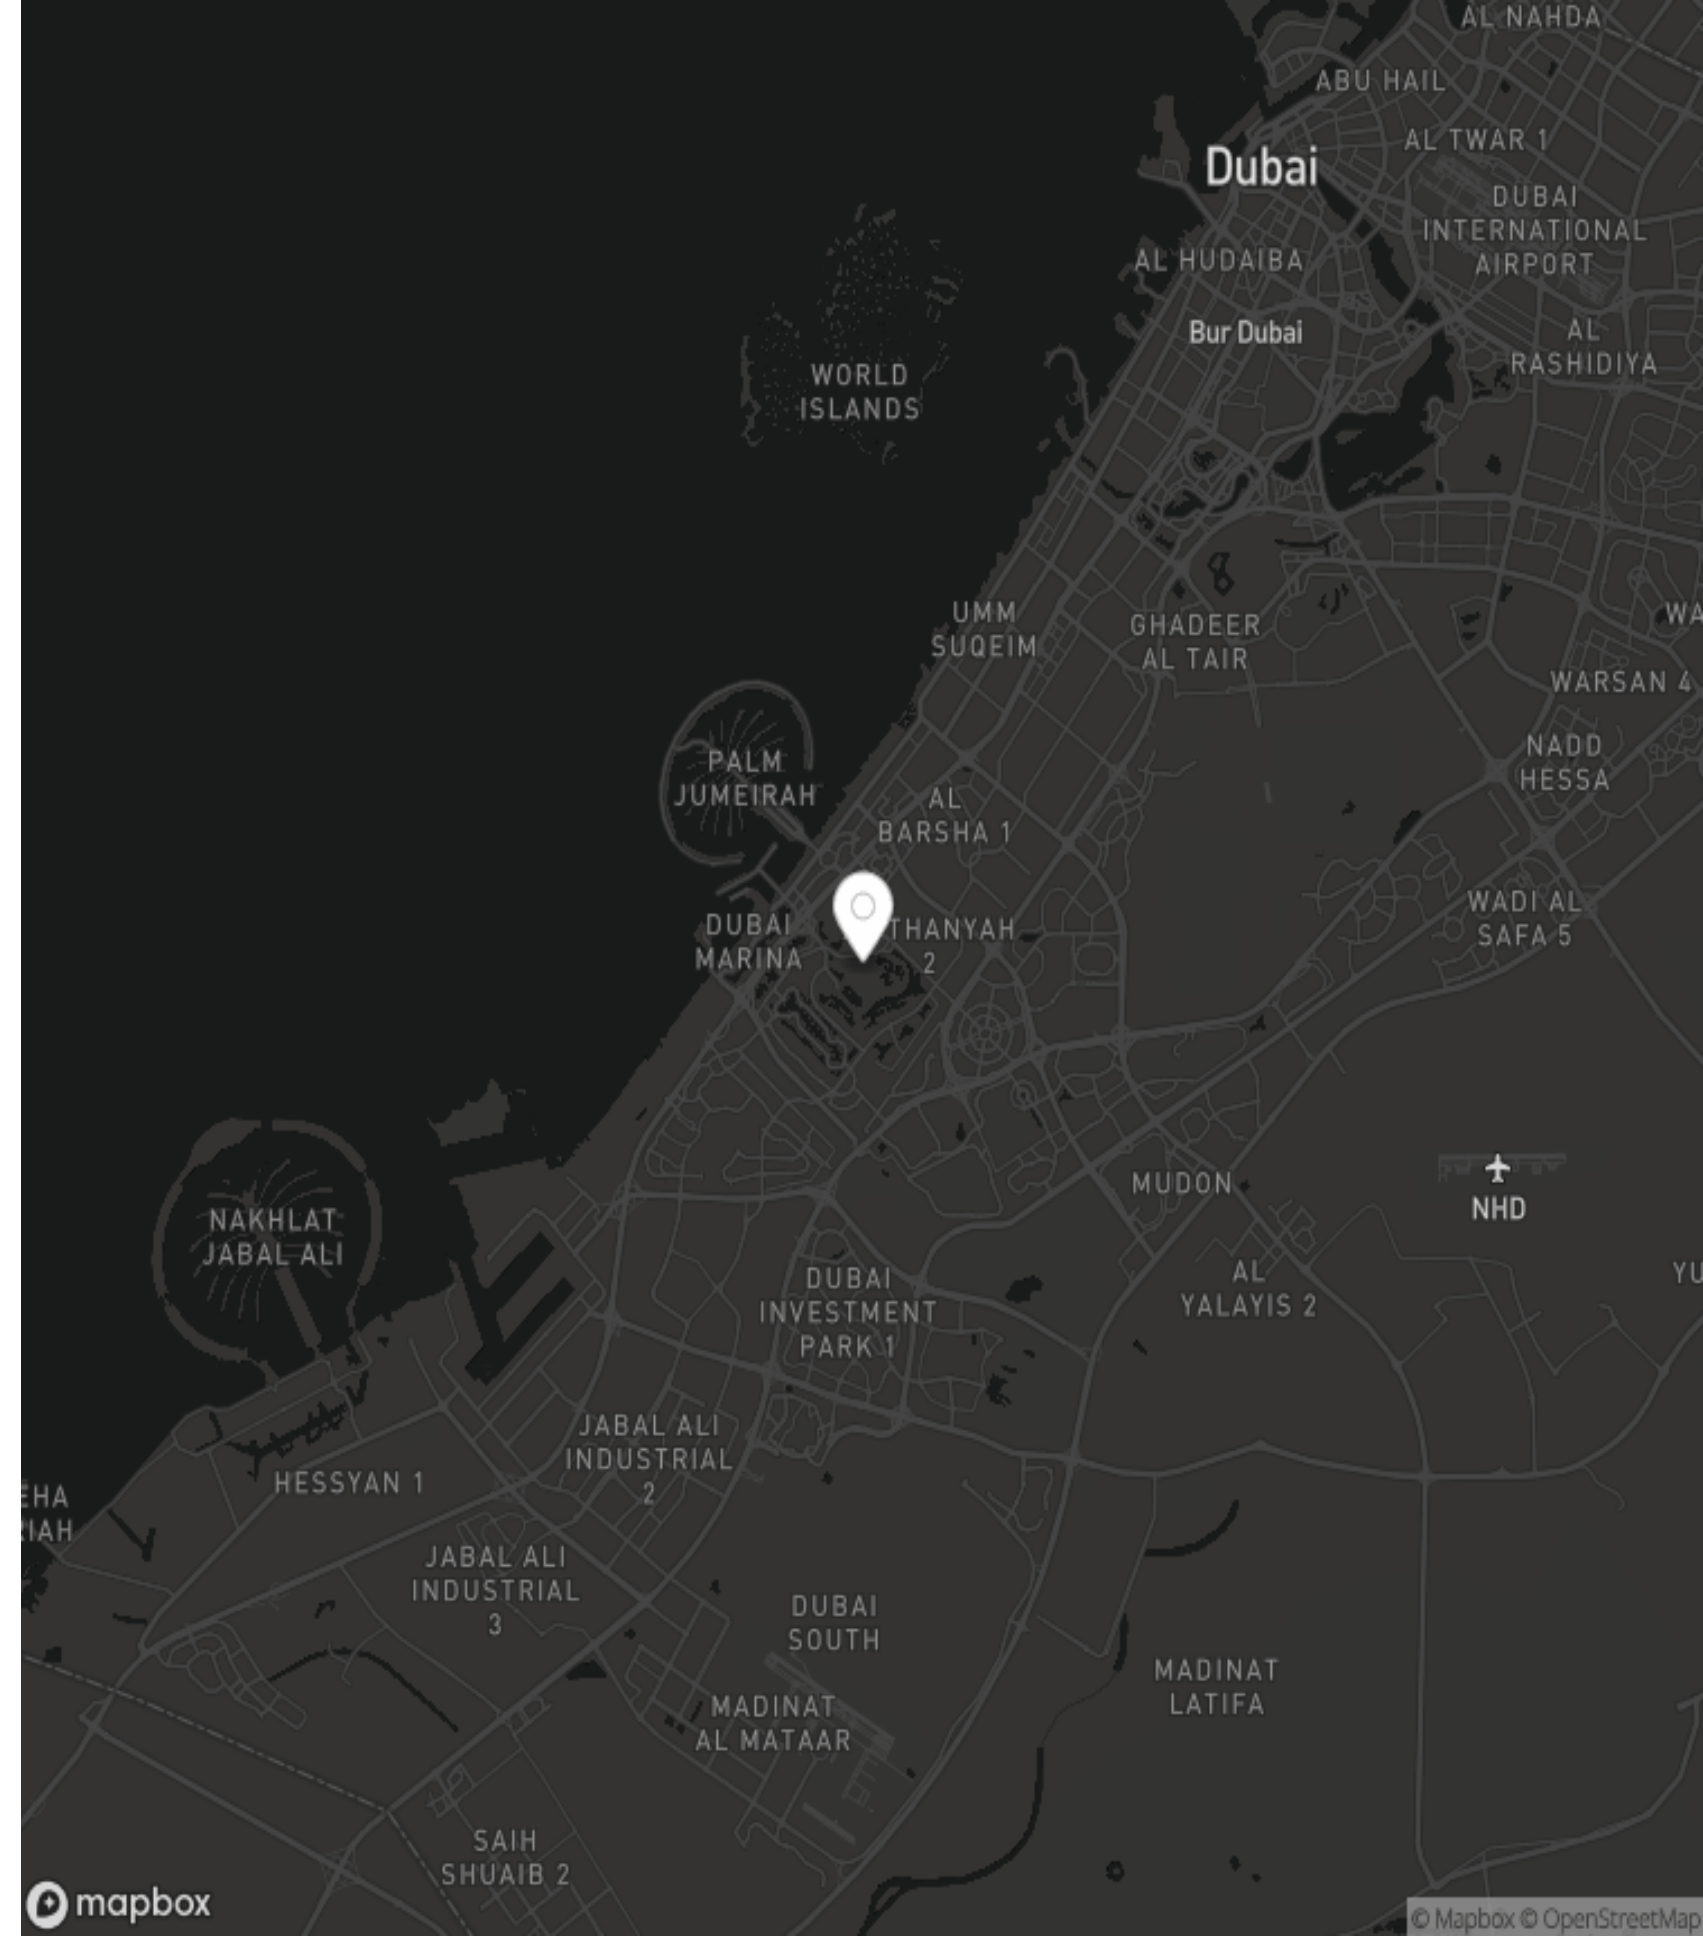 AL NAHDA
ABU HAIL
AL TWAR 1
Dubai
DUBAI
INTERNATIONAL
AIRPORT
AL HUDAIBA
Bur Dubai
AL
RASHIDIYA
WORLD
ISLANDS
UMM
SUQEIM
GHADEER
AL TAIR
WA
WARSAN 4
NADD
HESSA
PALM
JUMEIRAH
AL
BARSHA 1
WADI AL
SAFA 5
DUBAI
MARINA
THANYAH
2
MUDON
NHD
NAKHLAT
JABAL ALI
AL
YALAYIS 2
YU
DUBAI
INVESTMENT
PARK 1
JABAL ALI
INDUSTRIAL
2
HESSYAN 1
EHA
RIAH
JABAL ALI
INDUSTRIAL
3
DUBAI
SOUTH
MADINAT
LATIFA
MADINAT
AL MATAAR
SAIH
SHUAIB 2
mapbox
© Mapbox © OpenStreetMap